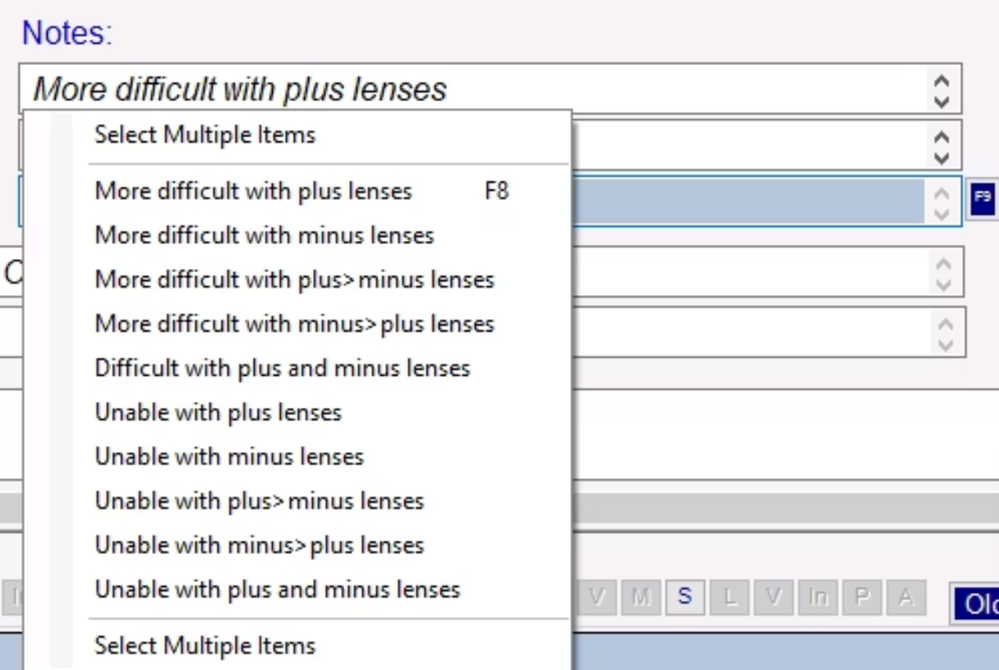 Notes:
More difficult with plus lenses
Select Multiple Items
More difficult with plus lenses F8
F9
More difficult with minus lenses
More difficult with plus>minus lenses
More difficult with minus>plus lenses
Difficult with plus and minus lenses
Unable with plus lenses
Unable with minus lenses
Unable with plus>minus lenses
Unable with minus>plus lenses
Unable with plus and minus lenses
V M S L V In P A
Select Multiple Items